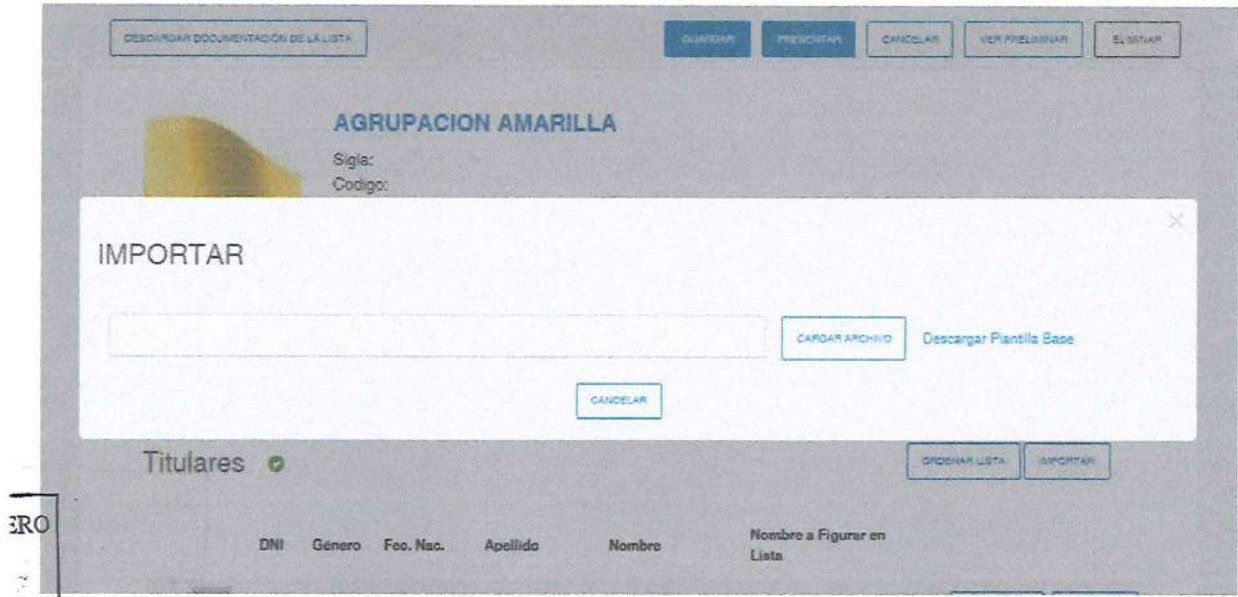 DESCARGAR DOCUMENTACIÓN DE LA LISTA
GUARDAR
PRESENTAR
CANCELAR
VER PRELIMINAR
ELIMINAR
AGRUPACION AMARILLA
Sigla:
Codigo:
×
IMPORTAR
CARGAR ARCHIVO
Descargar Plantilla Base
CANCELAR
Titulares
ORDENAR LISTA
IMPORTAR
ERO
DNI Género Fec. Nac. Apellido Nombre Nombre a Figurar en
Lista